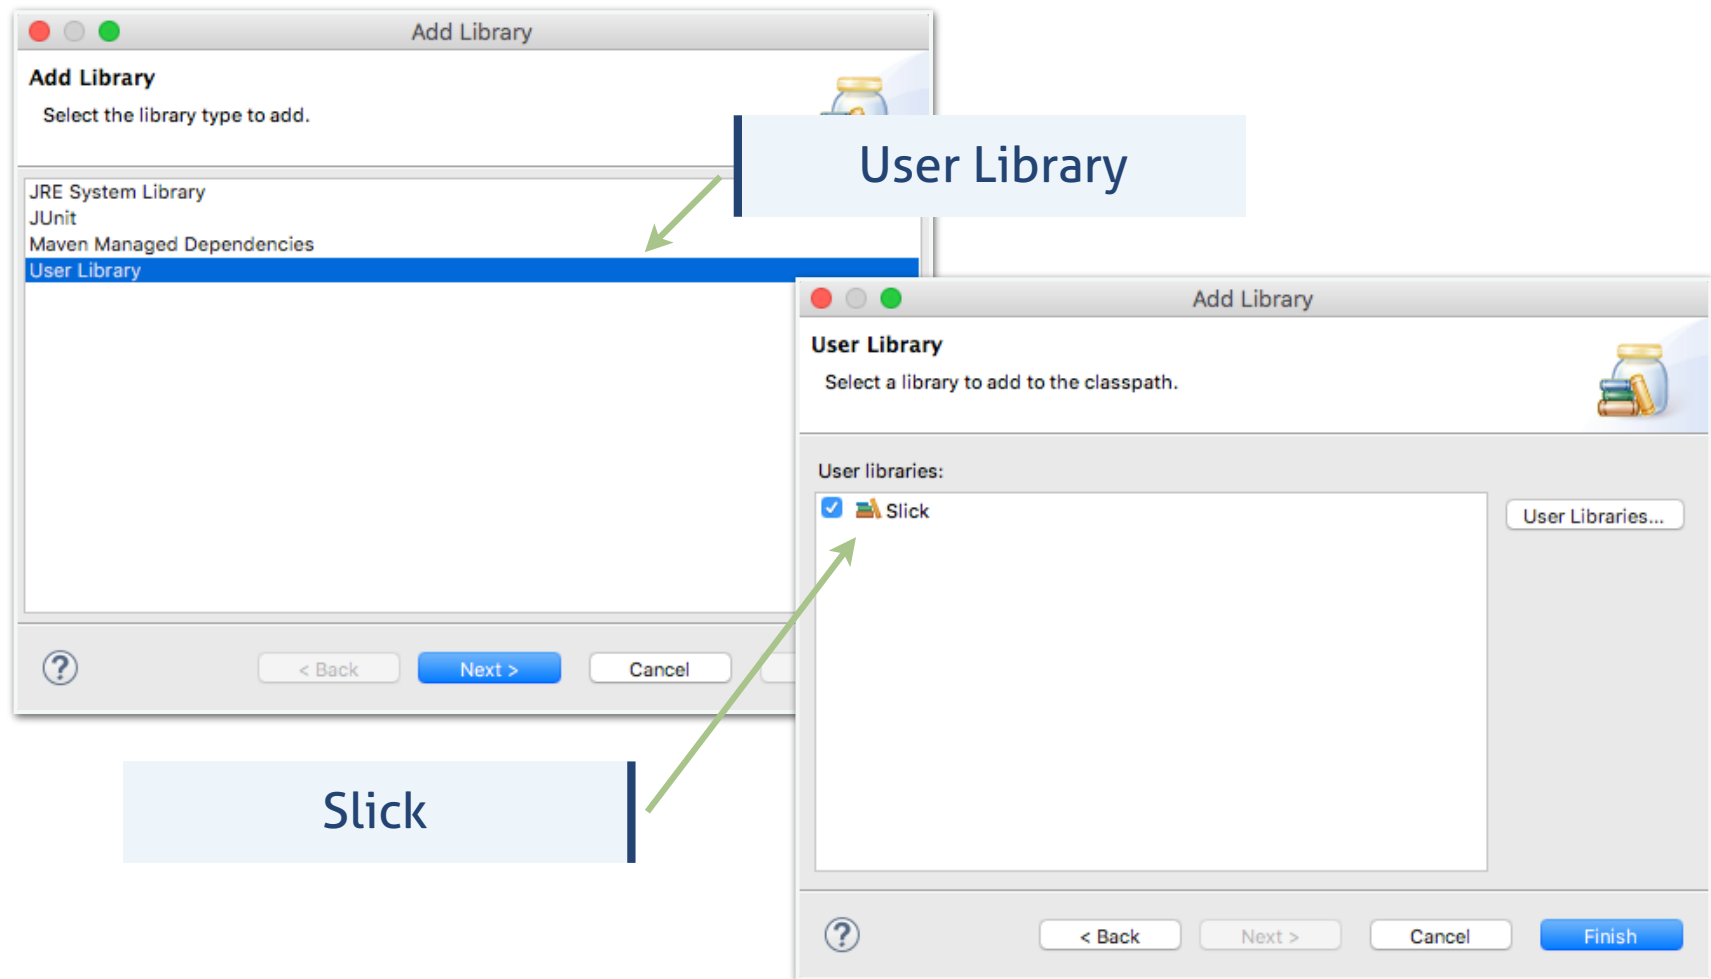 Add Library
Add Library
Select the library type to add.
User Library
JRE System Library
JUnit
Maven Managed Dependencies
User Library
< Back
Next >
Cancel
Slick
Add Library
User Library
Select a library to add to the classpath.
User libraries:
Slick
User Libraries...
< Back
Next >
Cancel
Finish